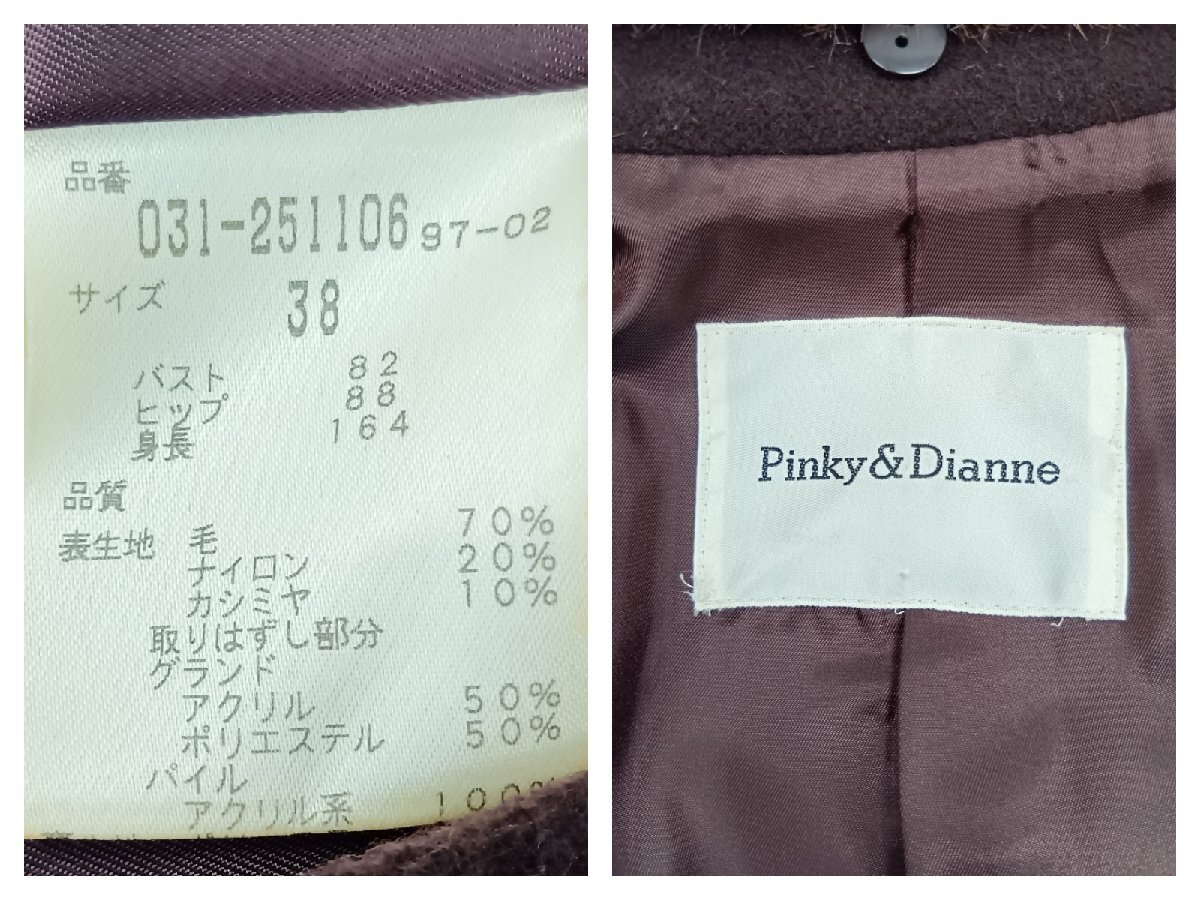 品番
031-251106 97-02
サイズ 38
バスト 82
ヒップ 88
身長 164
品質
表生地 毛 70%
ナイロン 20%
カシミヤ 10%
取りはずし部分
グランド
アクリル 50%
ポリエステル 50%
パイル
アクリル系 100%
Pinky&Dianne